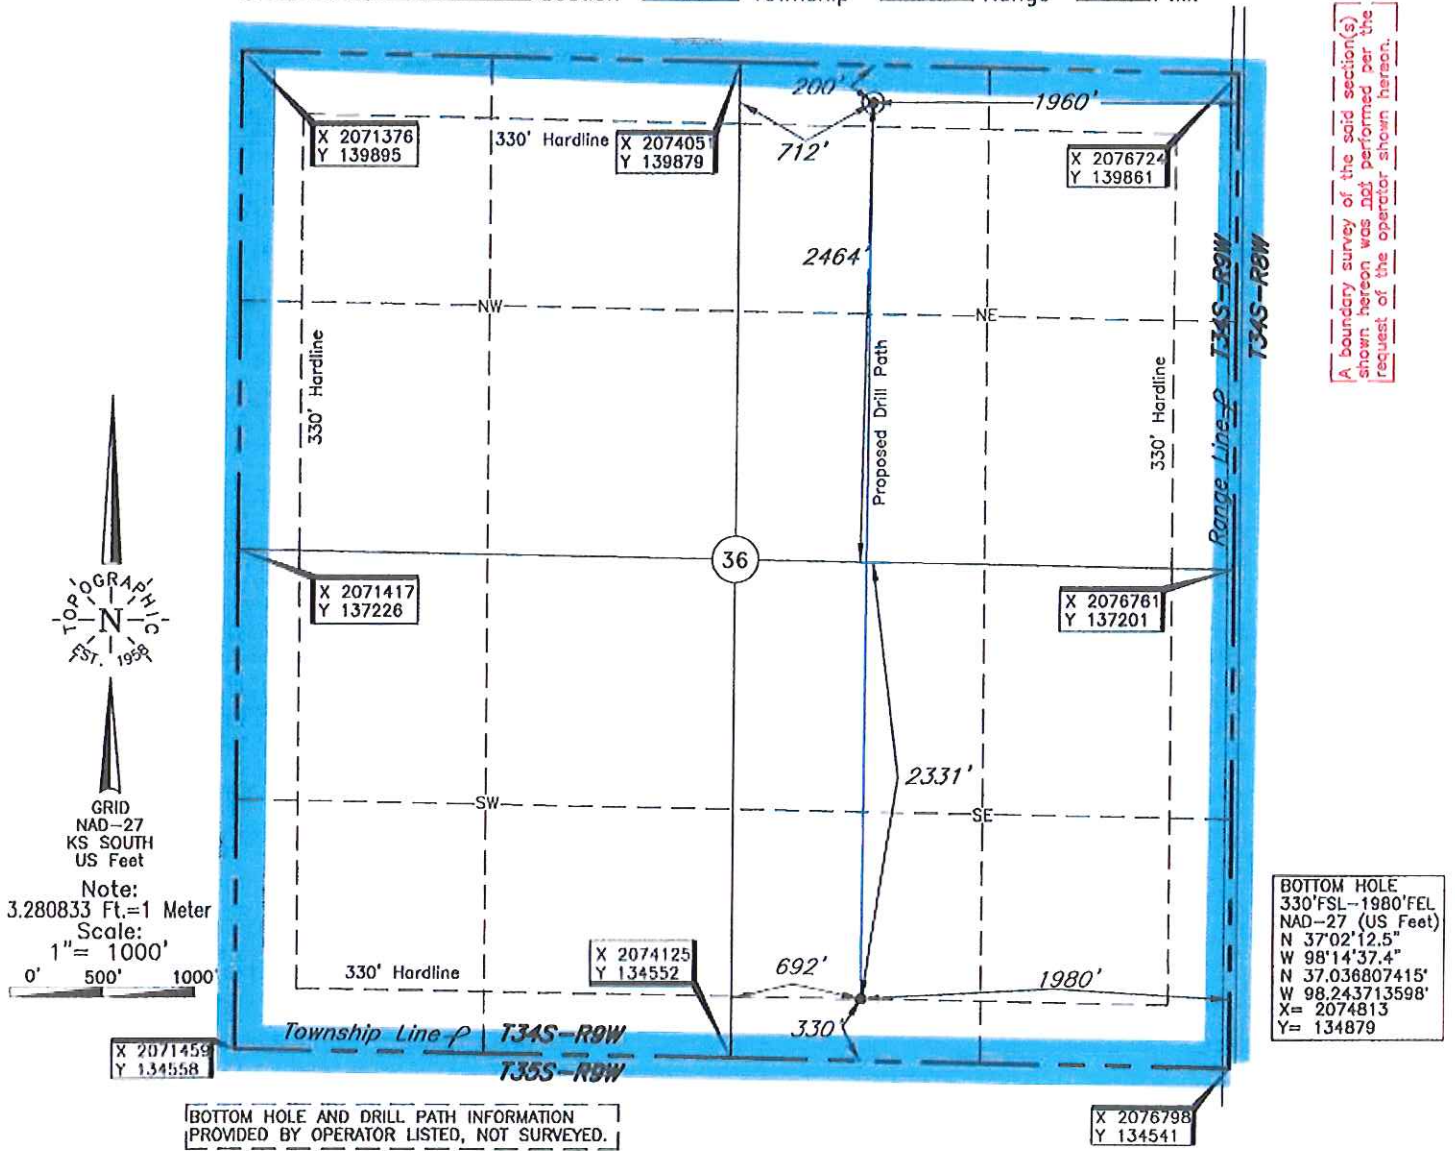 Township
200'
1960'
X 2071376
Y 139895
330' Hardline
X 2074051
Y 139879
712'
X 2076724
Y 139861
A boundary survey of the said section(s)
shown hereon was not performed per the
request of the operator shown hereon.
2464'
T34S-R9W
T34S-R8W
NW
NE
330' Hardline
Proposed Drill Path
330' Hardline
Range Line
36
X 2071417
Y 137226
X 2076761
Y 137201
TOPOGRAPHIC
N
EST. 1958
2331'
SW
SE
GRID
NAD-27
KS SOUTH
US Feet
Note:
3.280833 Ft.=1 Meter
Scale:
1"= 1000'
0' 500' 1000'
BOTTOM HOLE
330'FSL-1980'FEL
NAD-27 (US Feet)
N 37°02'12.5"
W 98°14'37.4"
N 37.036807415°
W 98.243713598°
X= 2074813
Y= 134879
330' Hardline
X 2074125
Y 134552
692'
1980'
330'
Township Line
T34S-R9W
T35S-R9W
X 2071459
Y 134558
BOTTOM HOLE AND DRILL PATH INFORMATION
PROVIDED BY OPERATOR LISTED, NOT SURVEYED.
X 2076798
Y 134541